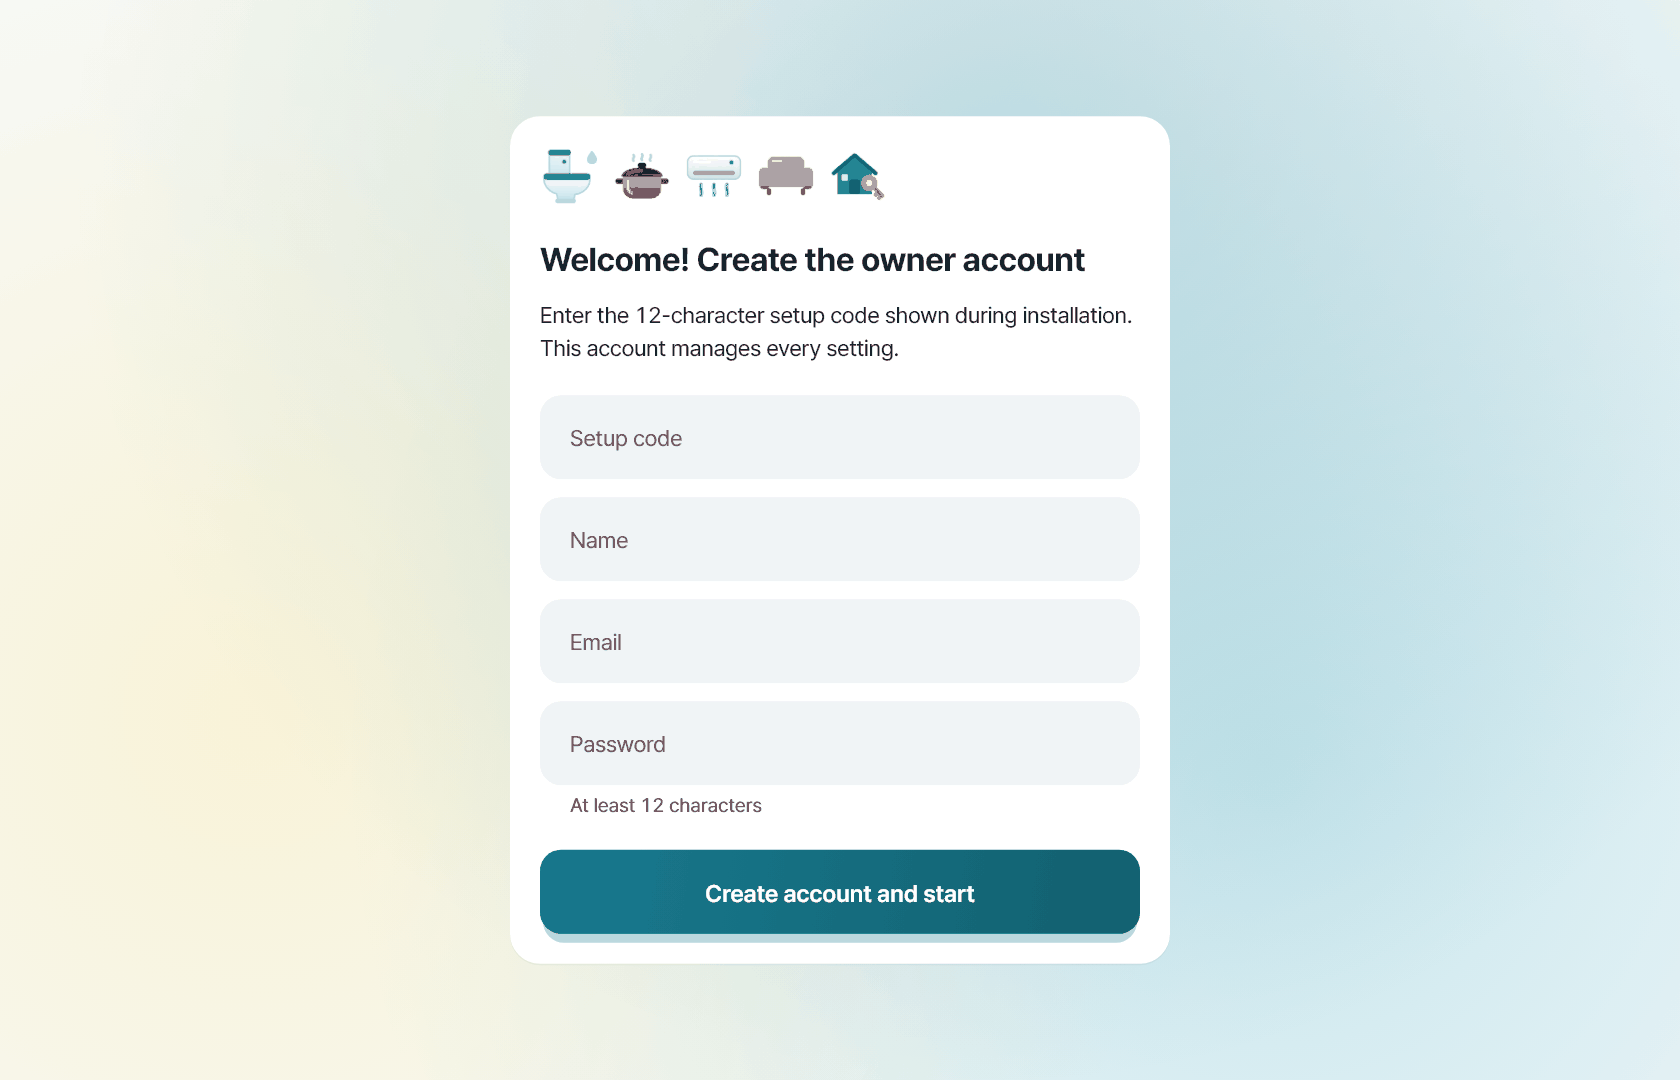 Welcome! Create the owner account
Enter the 12-character setup code shown during installation.
This account manages every setting.
Setup code
Name
Email
Password
At least 12 characters
Create account and start